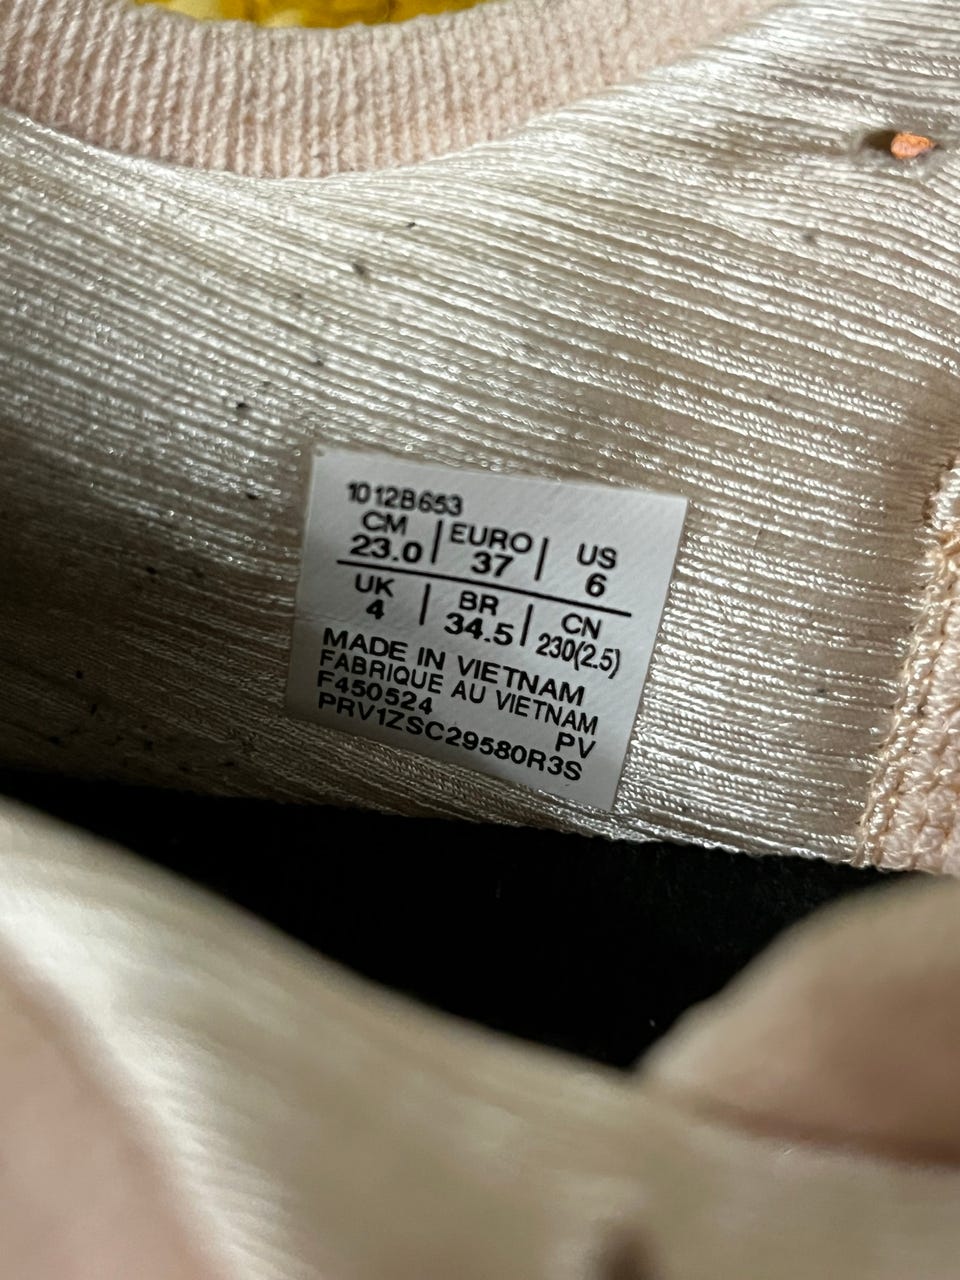 1012B653
CM | EURO | US
23.0 | 37 | 6
UK | BR | CN
4 | 34.5 | 230(2.5)
MADE IN VIETNAM
FABRIQUE AU VIETNAM
F450524 PV
PRV1ZSC29580R3S